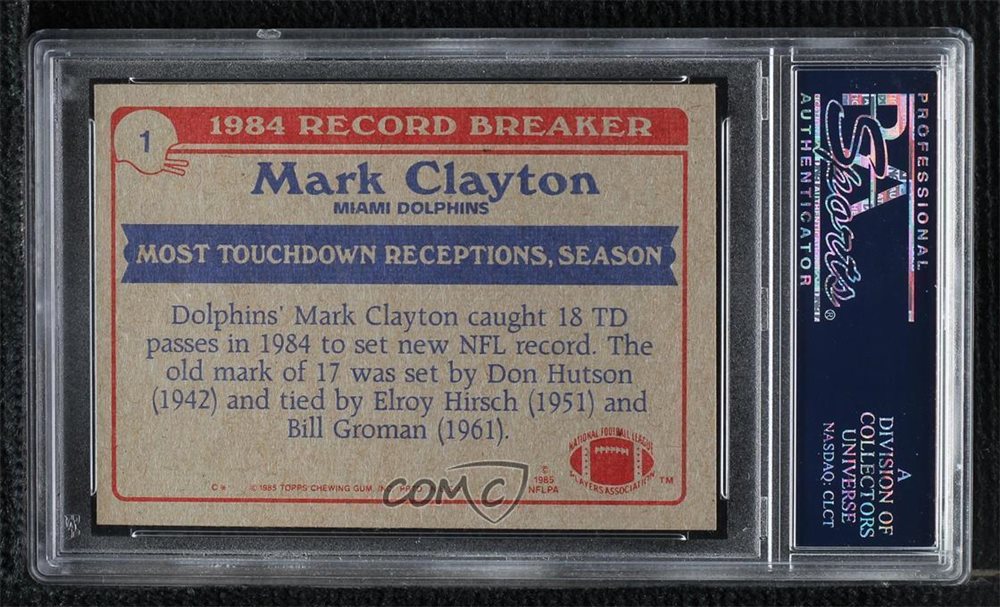 1
1984 RECORD BREAKER
Mark Clayton
MIAMI DOLPHINS
MOST TOUCHDOWN RECEPTIONS, SEASON
Dolphins' Mark Clayton caught 18 TD
passes in 1984 to set new NFL record. The
old mark of 17 was set by Don Hutson
(1942) and tied by Elroy Hirsch (1951) and
Bill Groman (1961).
NATIONAL FOOTBALL LEAGUE
PLAYERS ASSOCIATION
TM
©
1985
NFLPA
C* ©1985 TOPPS CHEWING GUM, INC.
COMC
PROFESSIONAL
PSA
Sports
AUTHENTICATOR
®
A
DIVISION OF
COLLECTORS
UNIVERSE
NASDAQ: CLCT